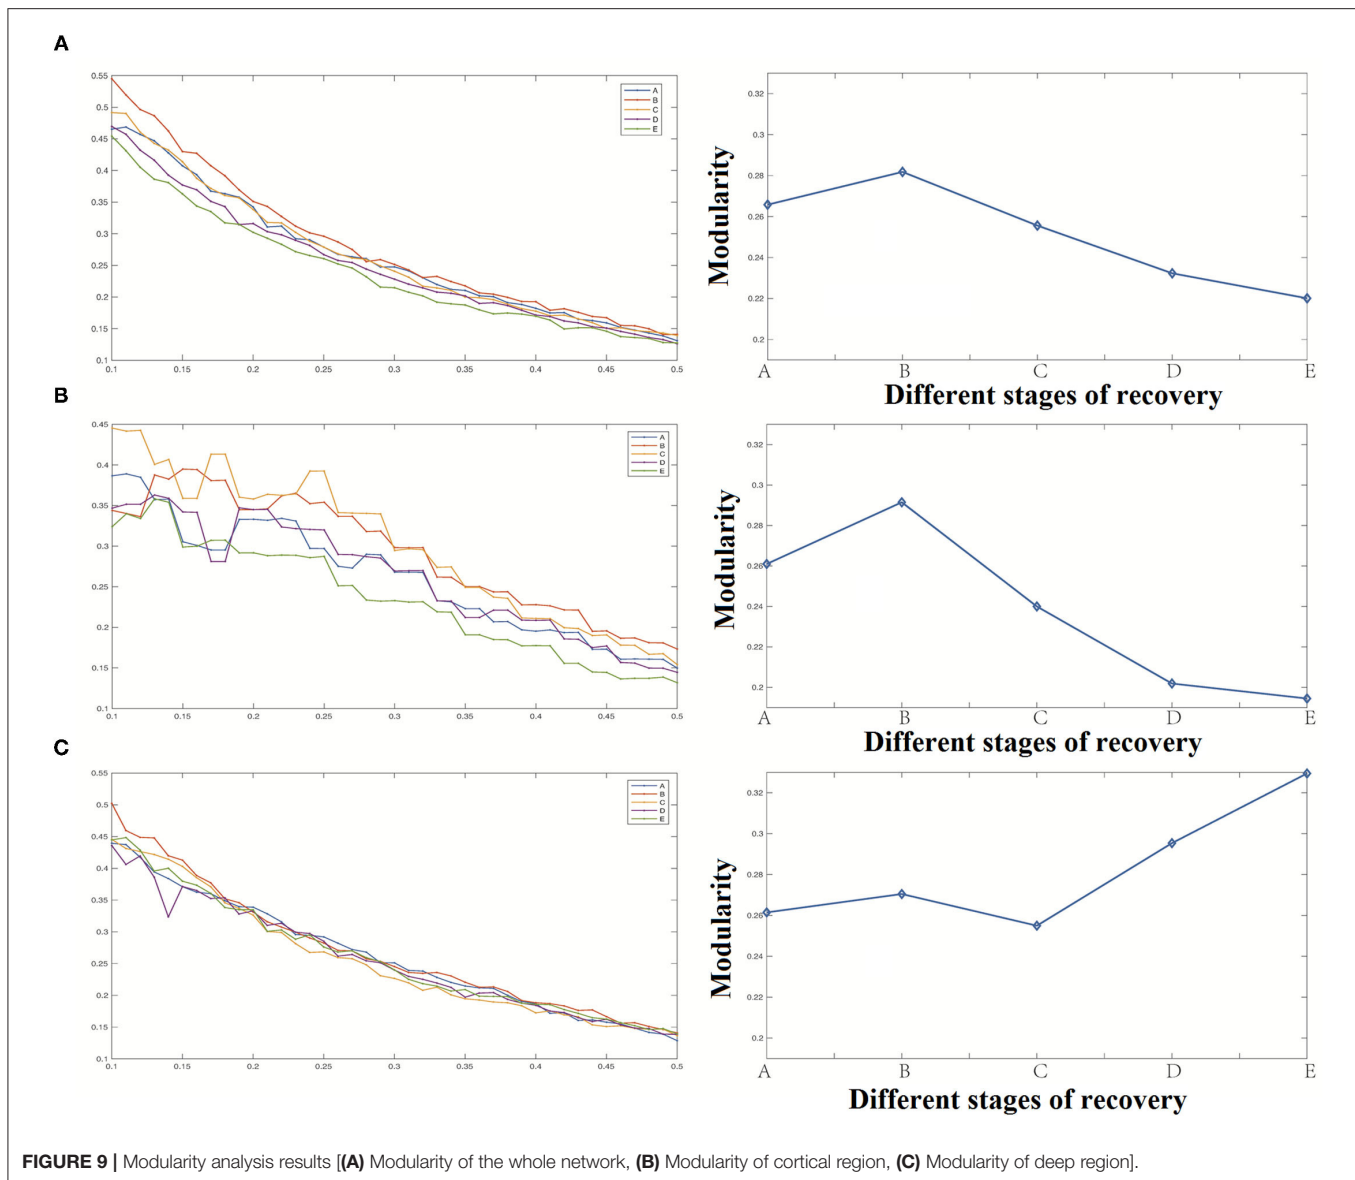 A
0.55
0.5
0.45
0.4
0.35
0.3
0.25
0.2
0.15
0.1
0.1 0.15 0.2 0.25 0.3 0.35 0.4 0.45 0.5
A
B
C
D
E
Modularity
0.32
0.3
0.28
0.26
0.24
0.22
0.2
A B C D E
Different stages of recovery
B
0.45
0.4
0.35
0.3
0.25
0.2
0.15
0.1
0.1 0.15 0.2 0.25 0.3 0.35 0.4 0.45 0.5
A
B
C
D
E
Modularity
0.32
0.3
0.28
0.26
0.24
0.22
0.2
A B C D E
Different stages of recovery
C
0.55
0.5
0.45
0.4
0.35
0.3
0.25
0.2
0.15
0.1
0.1 0.15 0.2 0.25 0.3 0.35 0.4 0.45 0.5
A
B
C
D
E
Modularity
0.32
0.3
0.28
0.26
0.24
0.22
0.2
A B C D E
Different stages of recovery
FIGURE 9 | Modularity analysis results [(A) Modularity of the whole network, (B) Modularity of cortical region, (C) Modularity of deep region].